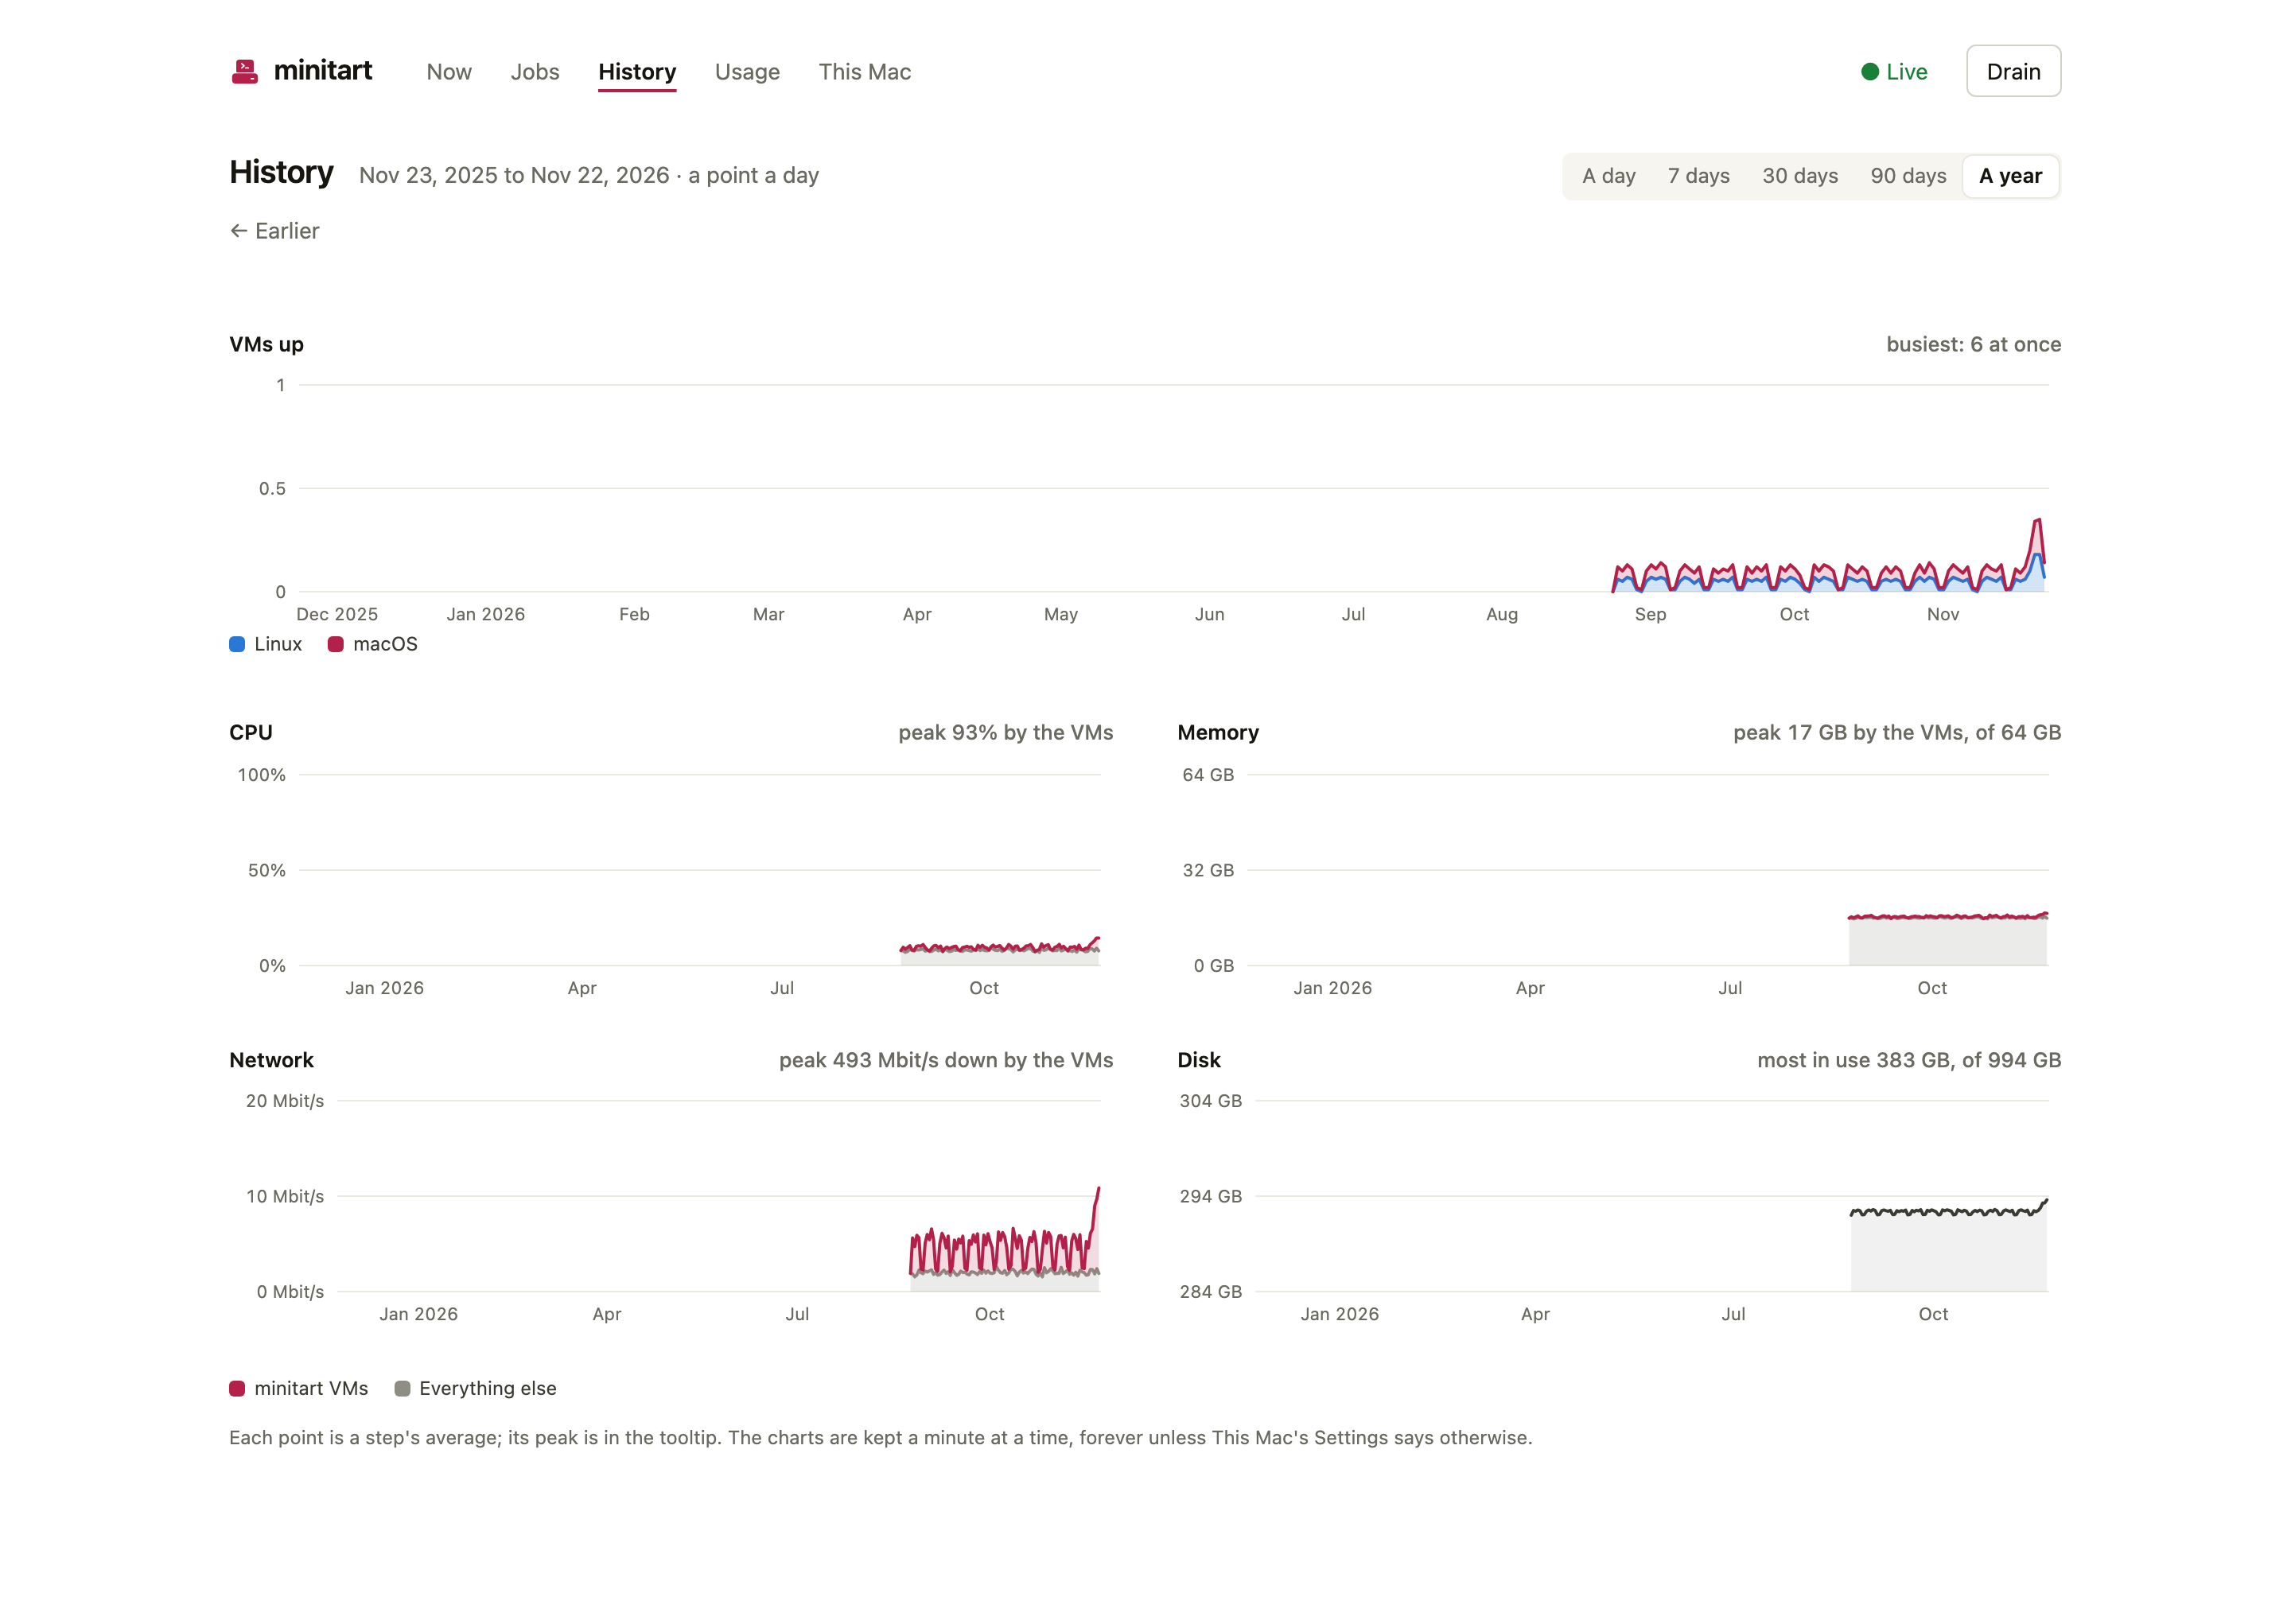 minitart Now Jobs History Usage This Mac Live Drain
History Nov 23, 2025 to Nov 22, 2026 · a point a day A day 7 days 30 days 90 days A year
← Earlier
VMs up busiest: 6 at once
1
0.5
0
Dec 2025 Jan 2026 Feb Mar Apr May Jun Jul Aug Sep Oct Nov
Linux macOS
CPU peak 93% by the VMs
100%
50%
0%
Jan 2026 Apr Jul Oct
Memory peak 17 GB by the VMs, of 64 GB
64 GB
32 GB
0 GB
Jan 2026 Apr Jul Oct
Network peak 493 Mbit/s down by the VMs
20 Mbit/s
10 Mbit/s
0 Mbit/s
Jan 2026 Apr Jul Oct
Disk most in use 383 GB, of 994 GB
304 GB
294 GB
284 GB
Jan 2026 Apr Jul Oct
minitart VMs Everything else
Each point is a step's average; its peak is in the tooltip. The charts are kept a minute at a time, forever unless This Mac's Settings says otherwise.